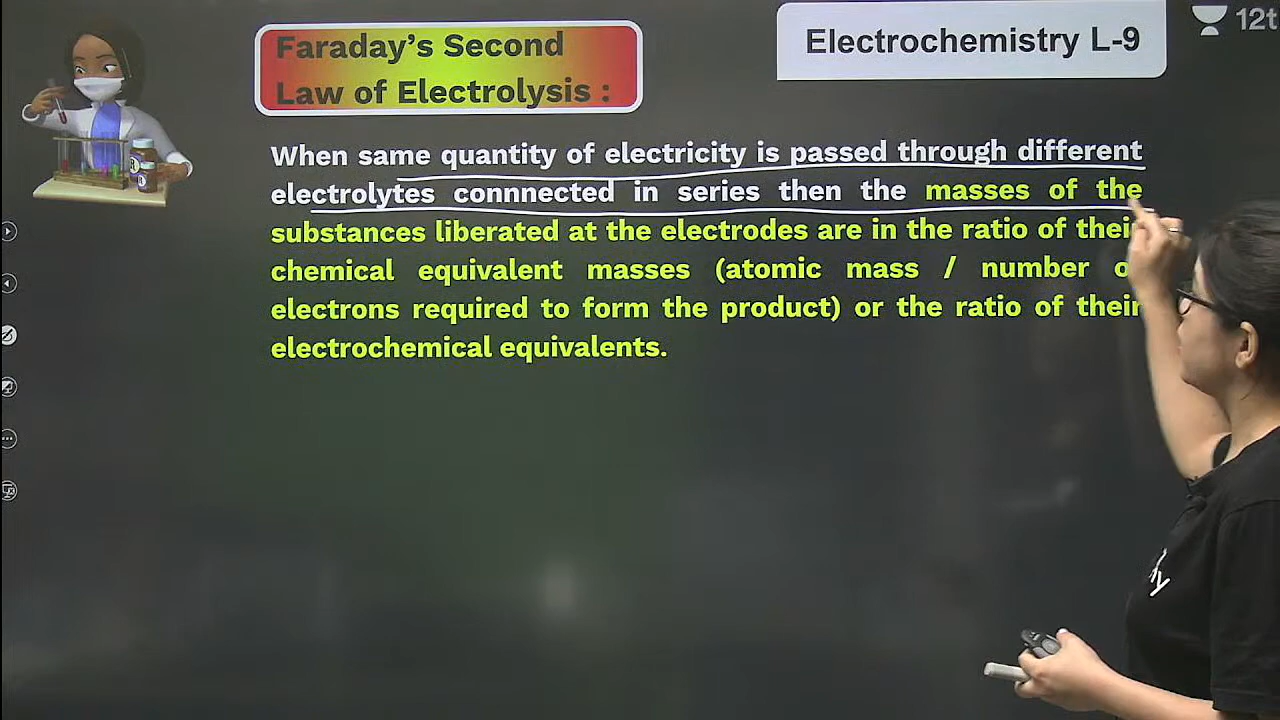 Faraday's Second
Law of Electrolysis :
Electrochemistry L-9
12t
When same quantity of electricity is passed through different
electrolytes connnected in series then the masses of the
substances liberated at the electrodes are in the ratio of their
chemical equivalent masses (atomic mass / number o
electrons required to form the product) or the ratio of their
electrochemical equivalents.